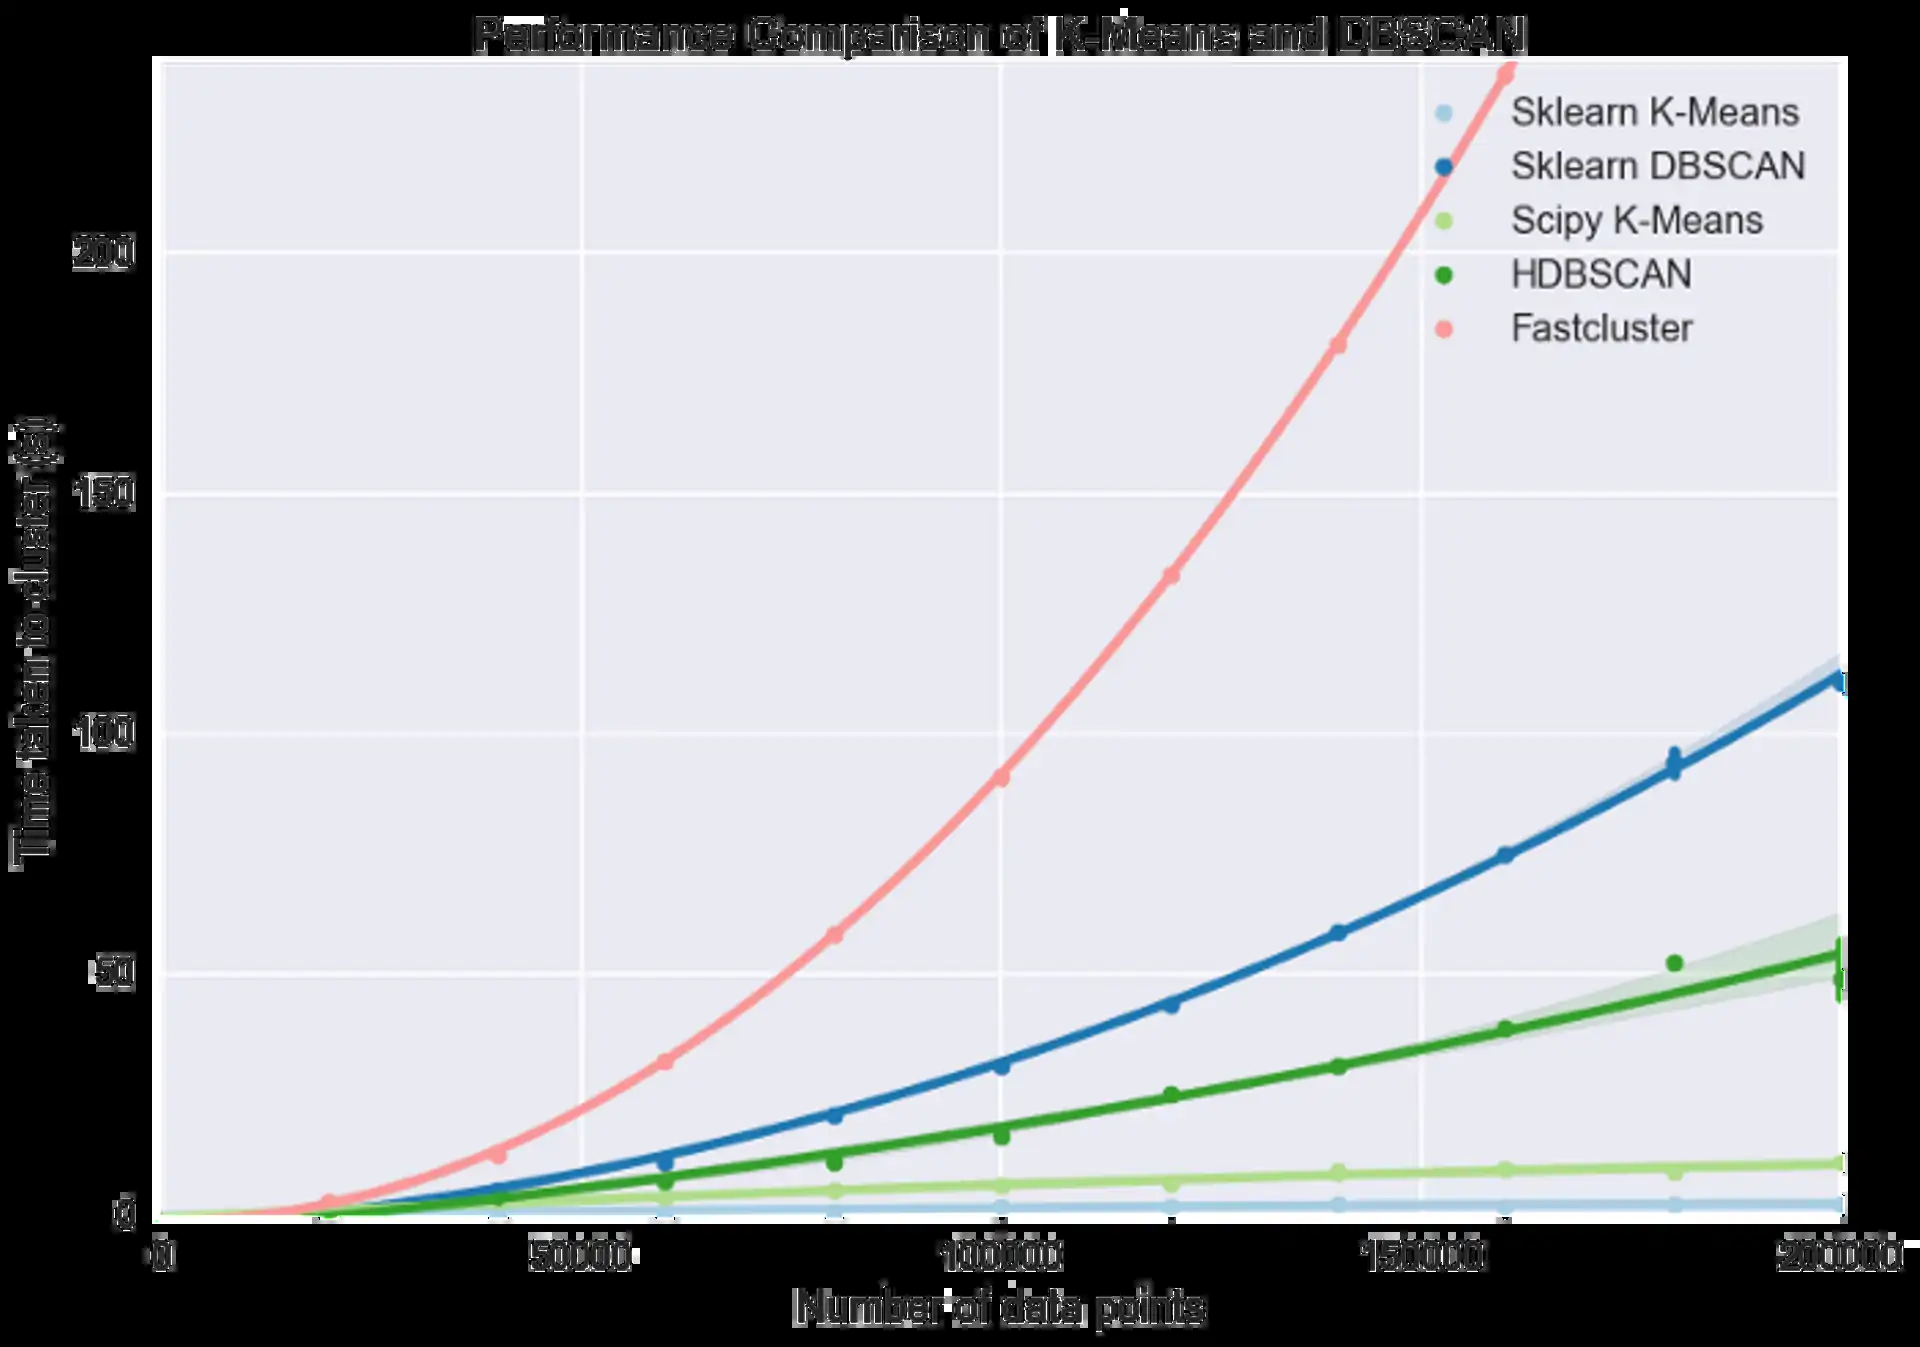 Performance Comparison of K-Means and DBSCAN
Sklearn K-Means
Sklearn DBSCAN
Scipy K-Means
HDBSCAN
Fastcluster
Time taken to cluster (s)
200
150
100
50
0
0 50000 100000 150000 200000
Number of data points